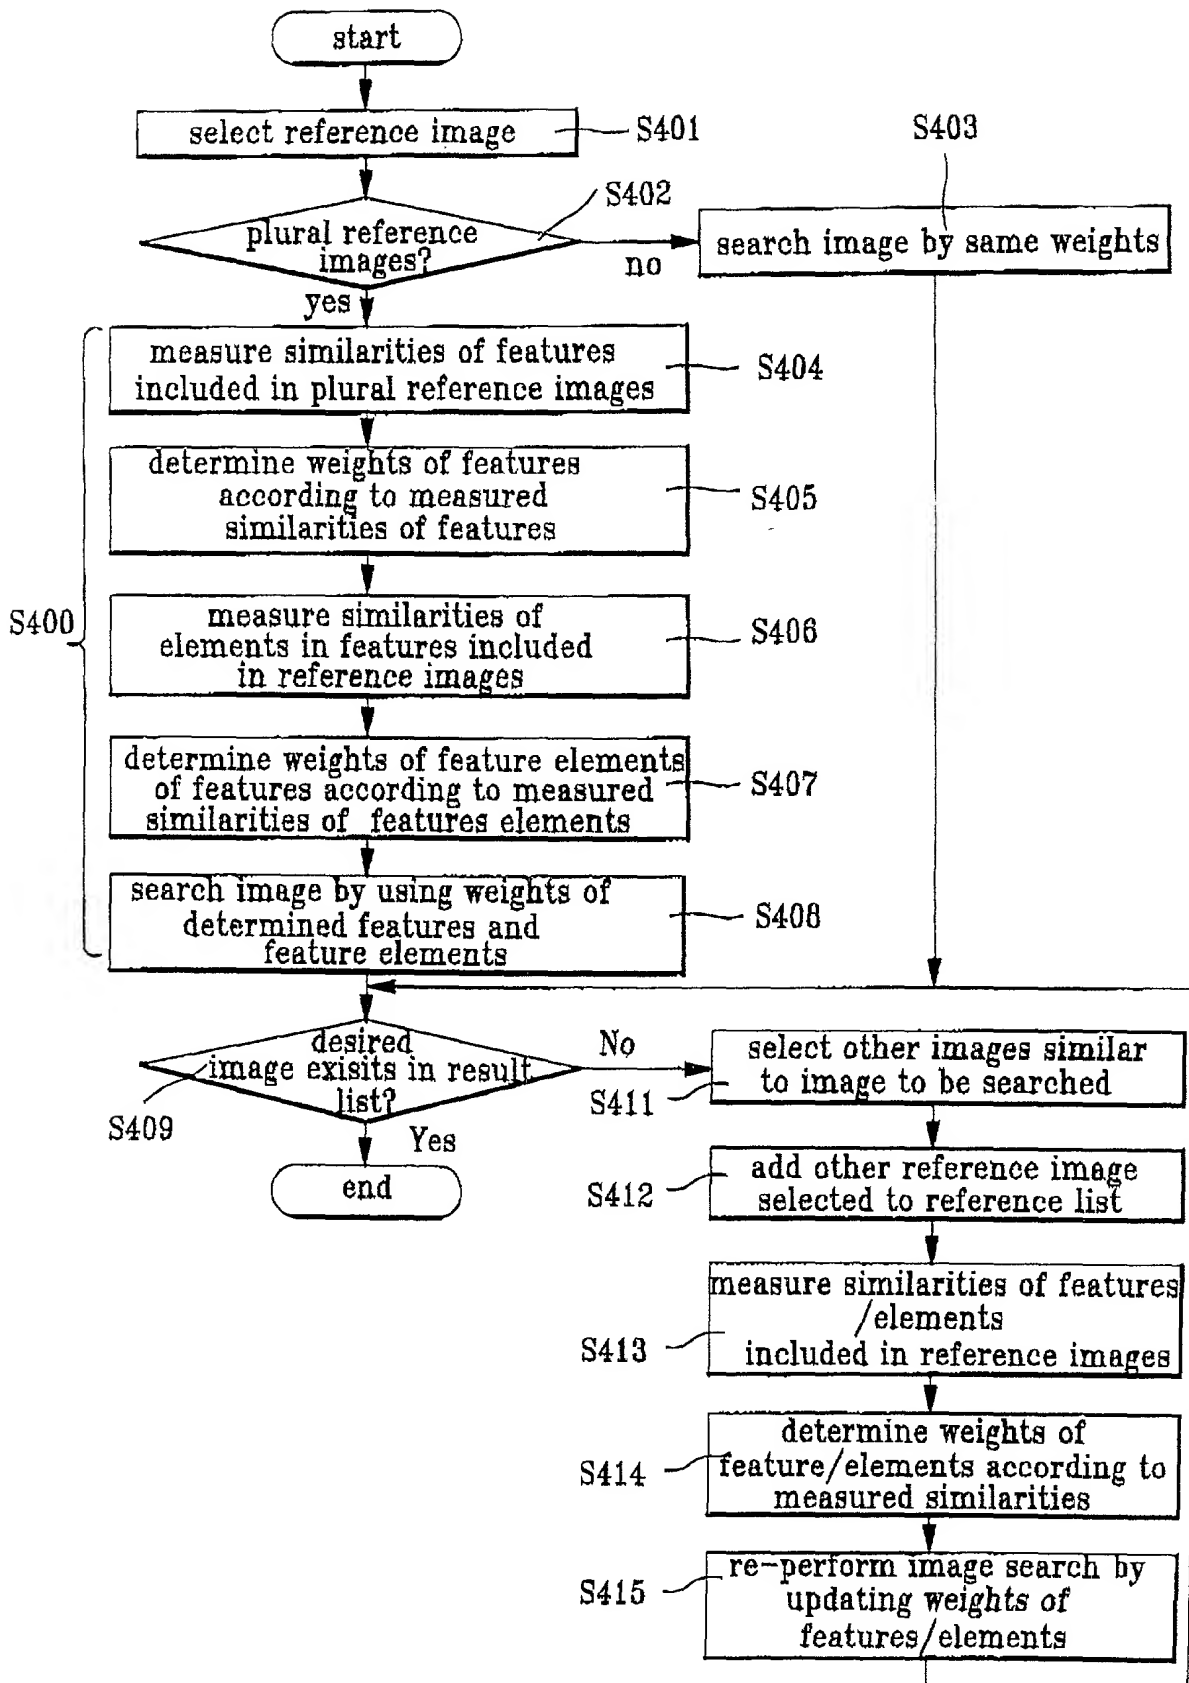 start
select reference image
S401
S403
S402
plural reference
images?
search image by same weights
no
yes
measure similarities of features
included in plural reference images
S404
determine weights of features
according to measured
similarities of features
S405
S400
measure similarities of
elements in features included
in reference images
S406
determine weights of feature elements
of features according to measured
similarities of features elements
S407
search image by using weights of
determined features and
feature elements
S408
desired
image exisits in result
list?
No
S409
Yes
end
select other images similar
to image to be searched
S411
add other reference image
selected to reference list
S412
measure similarities of features
/elements
included in reference images
S413
determine weights of
feature/elements according to
measured similarities
S414
re-perform image search by
updating weights of
features/elements
S415